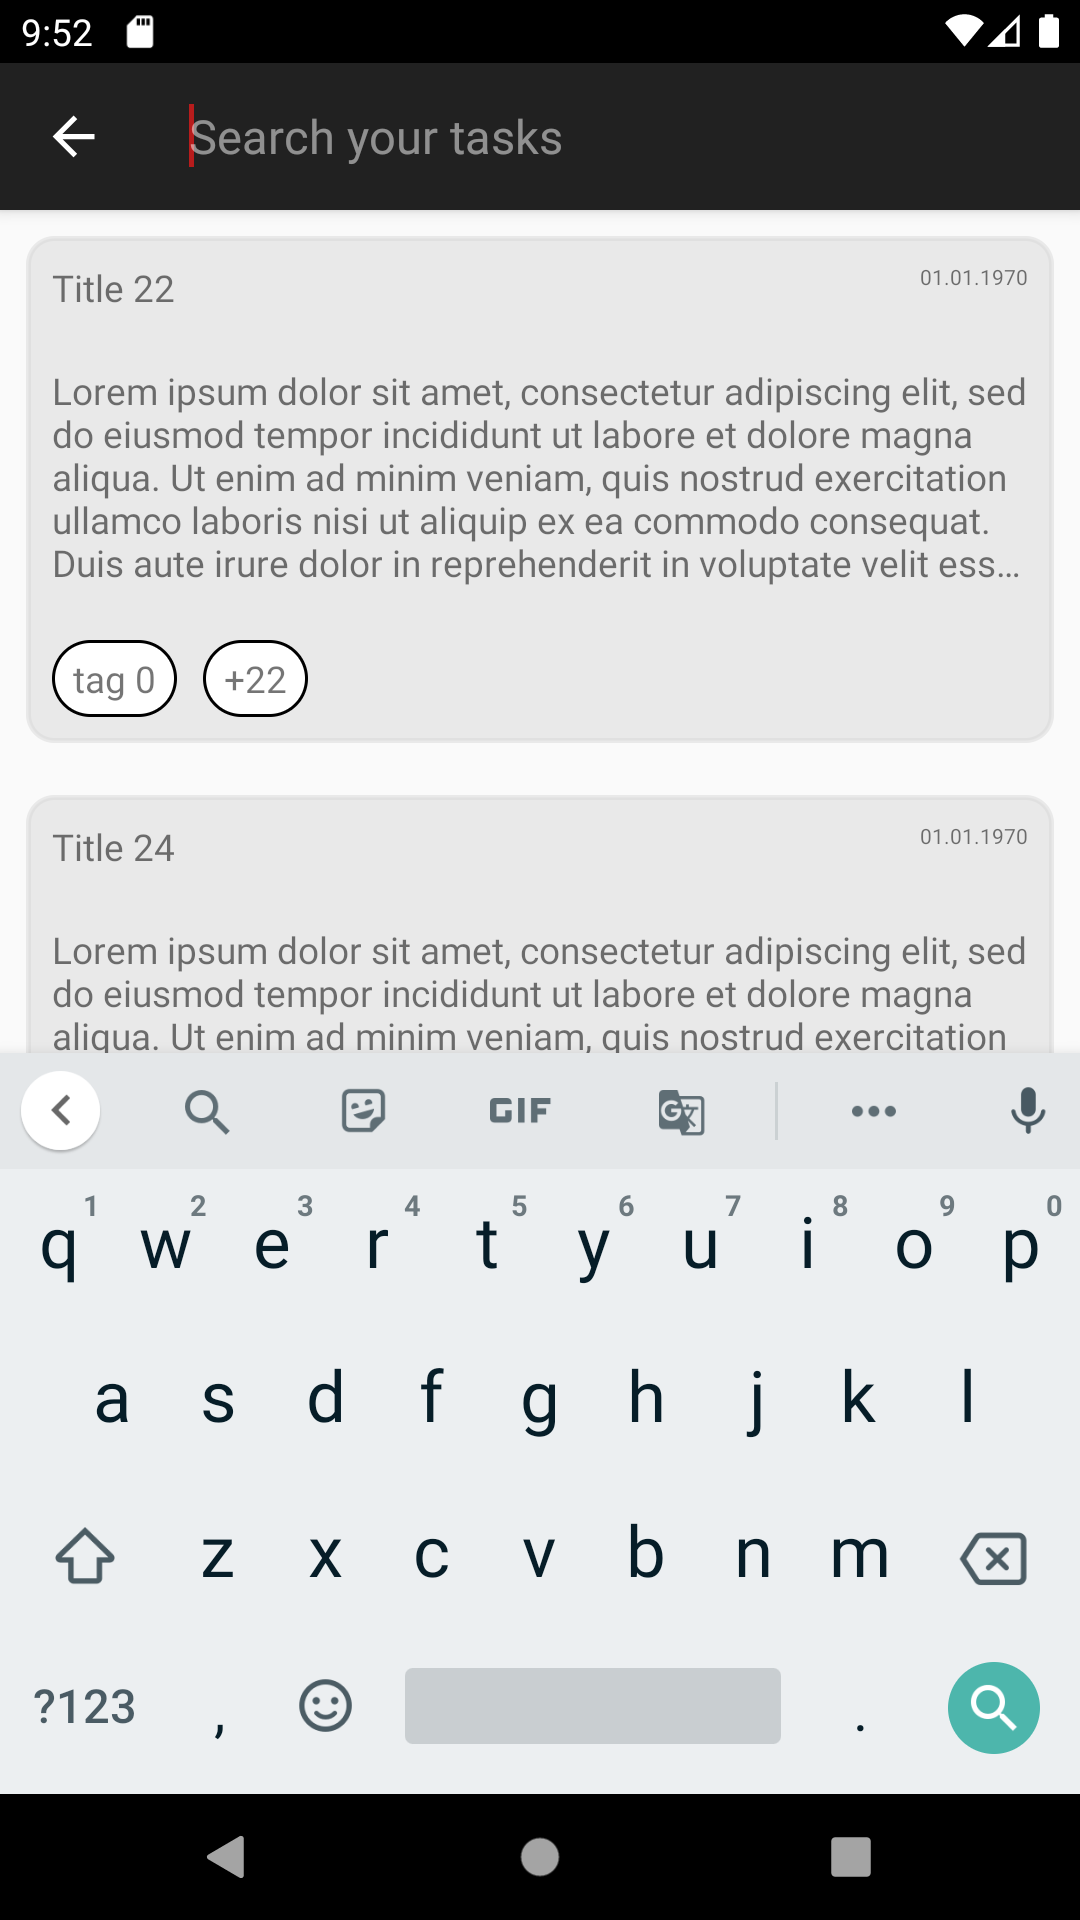 9:52
Search your tasks
Title 22
01.01.1970
Lorem ipsum dolor sit amet, consectetur adipiscing elit, sed
do eiusmod tempor incididunt ut labore et dolore magna
aliqua. Ut enim ad minim veniam, quis nostrud exercitation
ullamco laboris nisi ut aliquip ex ea commodo consequat.
Duis aute irure dolor in reprehenderit in voluptate velit ess…
tag 0 +22
Title 24
01.01.1970
Lorem ipsum dolor sit amet, consectetur adipiscing elit, sed
do eiusmod tempor incididunt ut labore et dolore magna
aliqua. Ut enim ad minim veniam, quis nostrud exercitation
GIF G文
1 2 3 4 5 6 7 8 9 0
q w e r t y u i o p
a s d f g h j k l
z x c v b n m
?123 , .